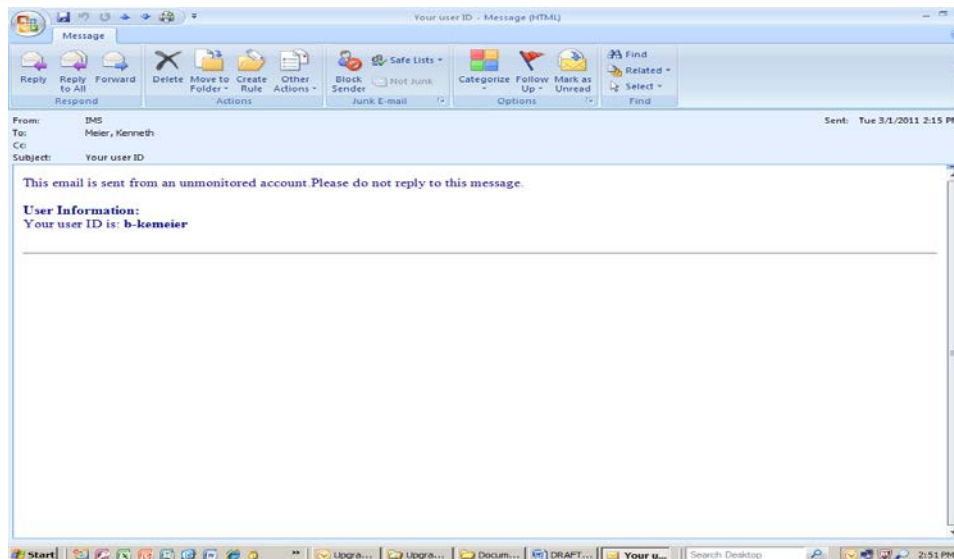 Your user ID - Message (HTML)
Message
Reply Reply to All Forward
Respond
Delete Move to Folder Create Rule Other Actions
Actions
Block Sender Safe Lists Not Junk
Junk E-mail
Categorize Follow Up Mark as Unread
Options
Find Related Select
Find
From: IMS
Sent: Tue 3/1/2011 2:15 PM
To: Meier, Kenneth
Cc:
Subject: Your user ID
This email is sent from an unmonitored account.Please do not reply to this message.
User Information:
Your user ID is: b-kemeier
Start Upgra... Upgra... Docum... DRAFT... Your u... Search Desktop 2:51 PM